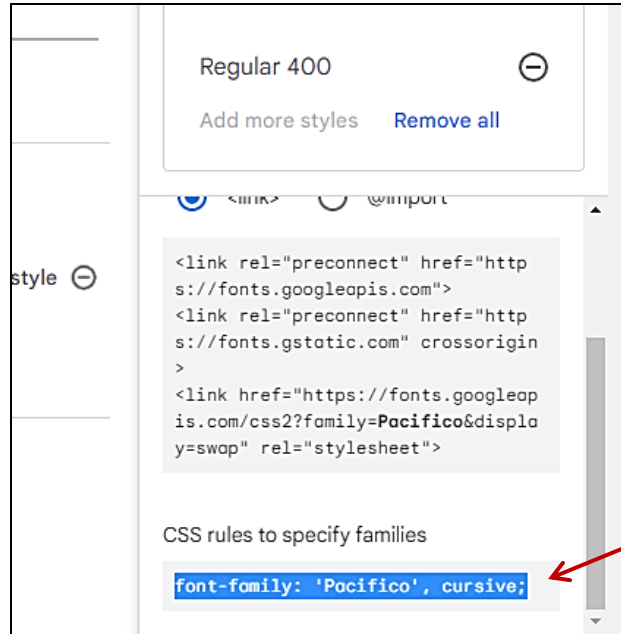 Regular 400
Add more styles Remove all
<link> @import
style
<link rel="preconnect" href="http
s://fonts.googleapis.com">
<link rel="preconnect" href="http
s://fonts.gstatic.com" crossorigin
>
<link href="https://fonts.googleap
is.com/css2?family=Pacifico&displa
y=swap" rel="stylesheet">
CSS rules to specify families
font-family: 'Pacifico', cursive;